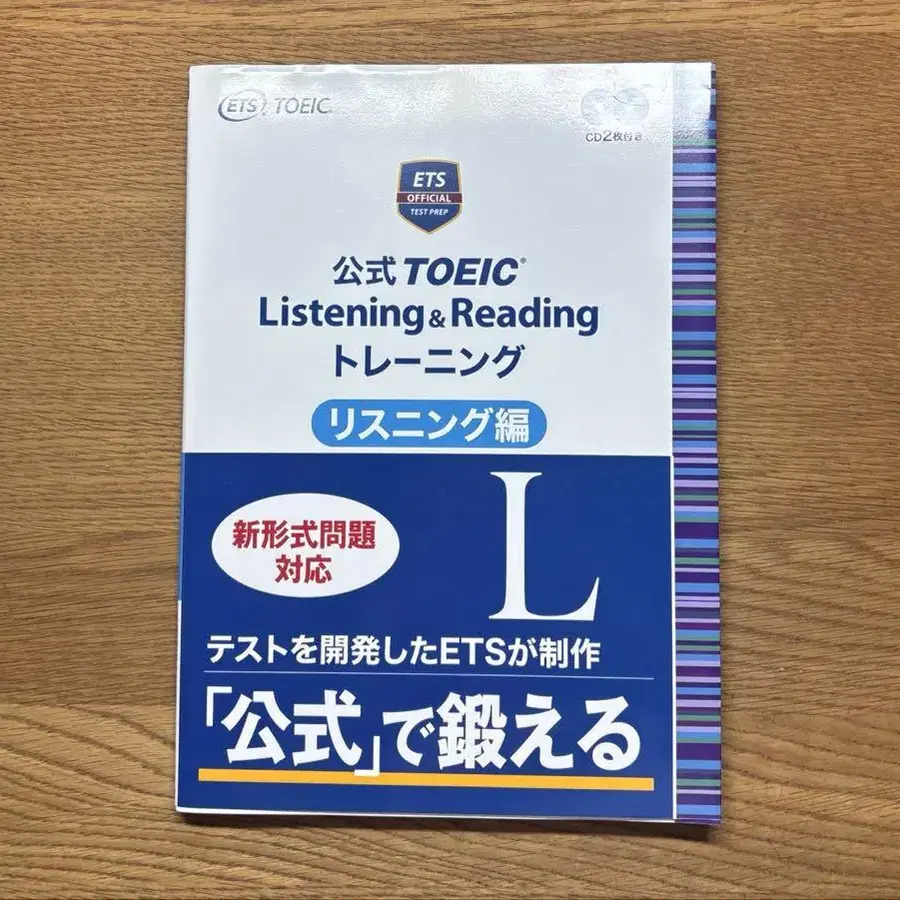 ETS TOEIC®
CD2枚付き
ETS
OFFICIAL
TEST PREP
公式 TOEIC®
Listening & Reading
トレーニング
リスニング編
L
新形式問題
対応
テストを開発したETSが制作
「公式」で鍛える